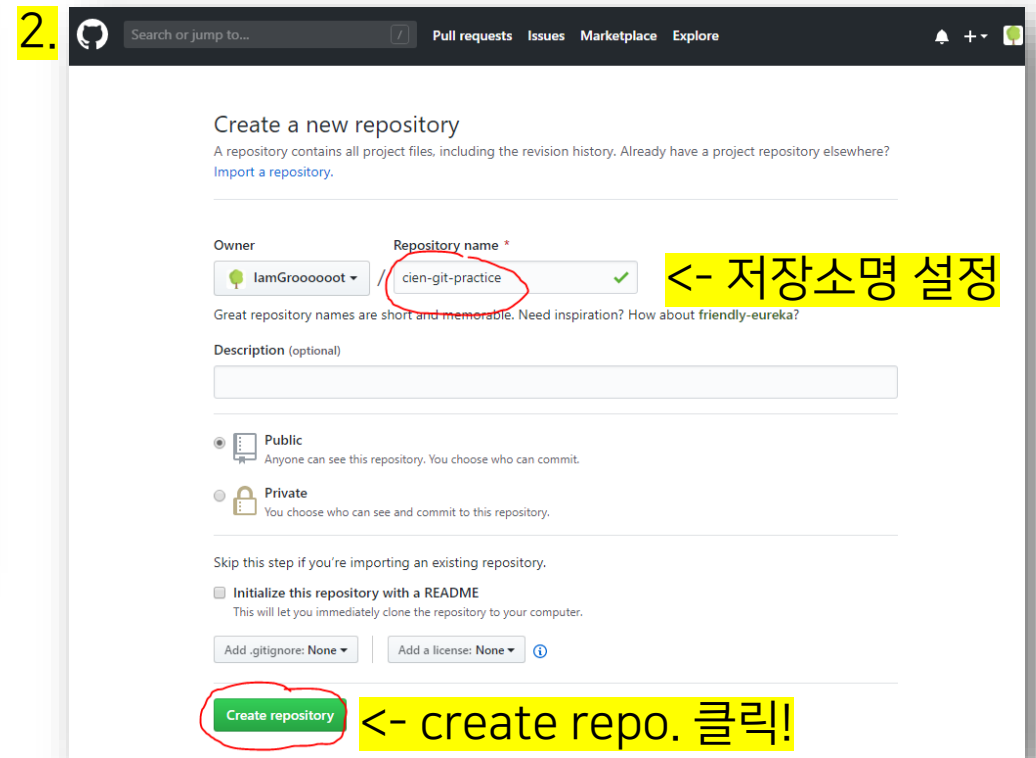 2.
Search or jump to... /
Pull requests Issues Marketplace Explore
Create a new repository
A repository contains all project files, including the revision history. Already have a project repository elsewhere?
Import a repository.
Owner
Repository name *
IamGroooooot / cien-git-practice
<- 저장소명 설정
Great repository names are short and memorable. Need inspiration? How about friendly-eureka?
Description (optional)
Public
Anyone can see this repository. You choose who can commit.
Private
You choose who can see and commit to this repository.
Skip this step if you're importing an existing repository.
Initialize this repository with a README
This will let you immediately clone the repository to your computer.
Add .gitignore: None Add a license: None
Create repository
<- create repo. 클릭!